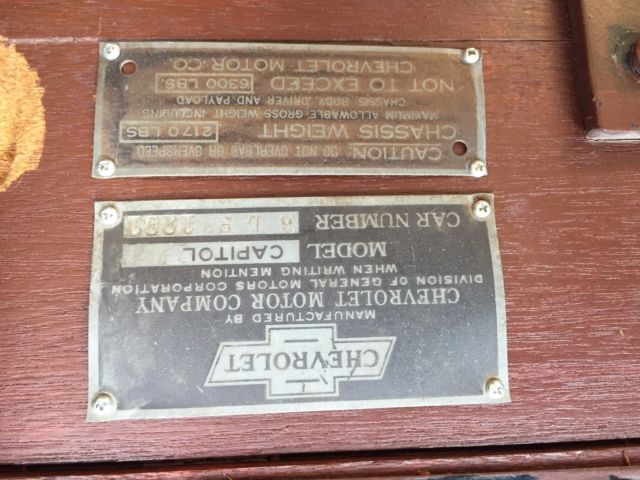 CHEVROLET
MANUFACTURED BY
CHEVROLET MOTOR COMPANY
DIVISION OF GENERAL MOTORS CORPORATION
WHEN WRITING MENTION
MODEL CAPITOL
CAR NUMBER
CAUTION: DO NOT OVERLOAD OR OVERSPEED
CHASSIS WEIGHT 2170 LBS
MAXIMUM ALLOWABLE GROSS WEIGHT INCLUDING
CHASSIS BODY, DRIVER AND PAYLOAD
NOT TO EXCEED 6300 LBS.
CHEVROLET MOTOR CO.